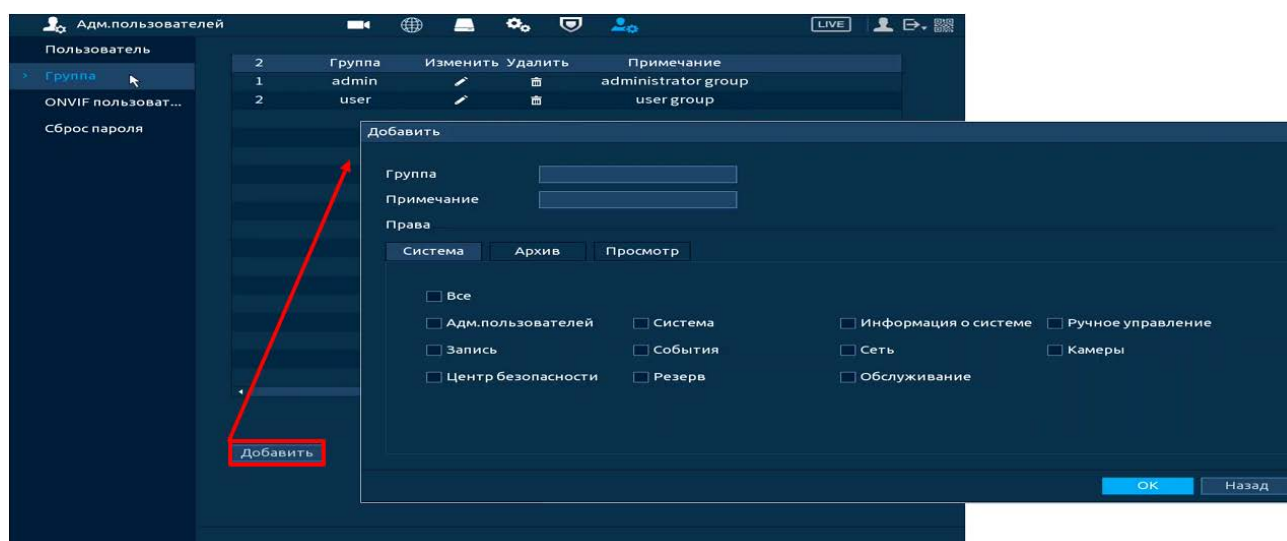 Адм.пользователей LIVE
Пользователь
Группа
ONVIF пользоват...
Сброс пароля
2 Группа Изменить Удалить Примечание
1 admin administrator group
2 user user group
Добавить
Добавить
Группа
Примечание
Права
Система Архив Просмотр
Все
Адм.пользователей Система Информация о системе Ручное управление
Запись События Сеть Камеры
Центр безопасности Резерв Обслуживание
OK Назад